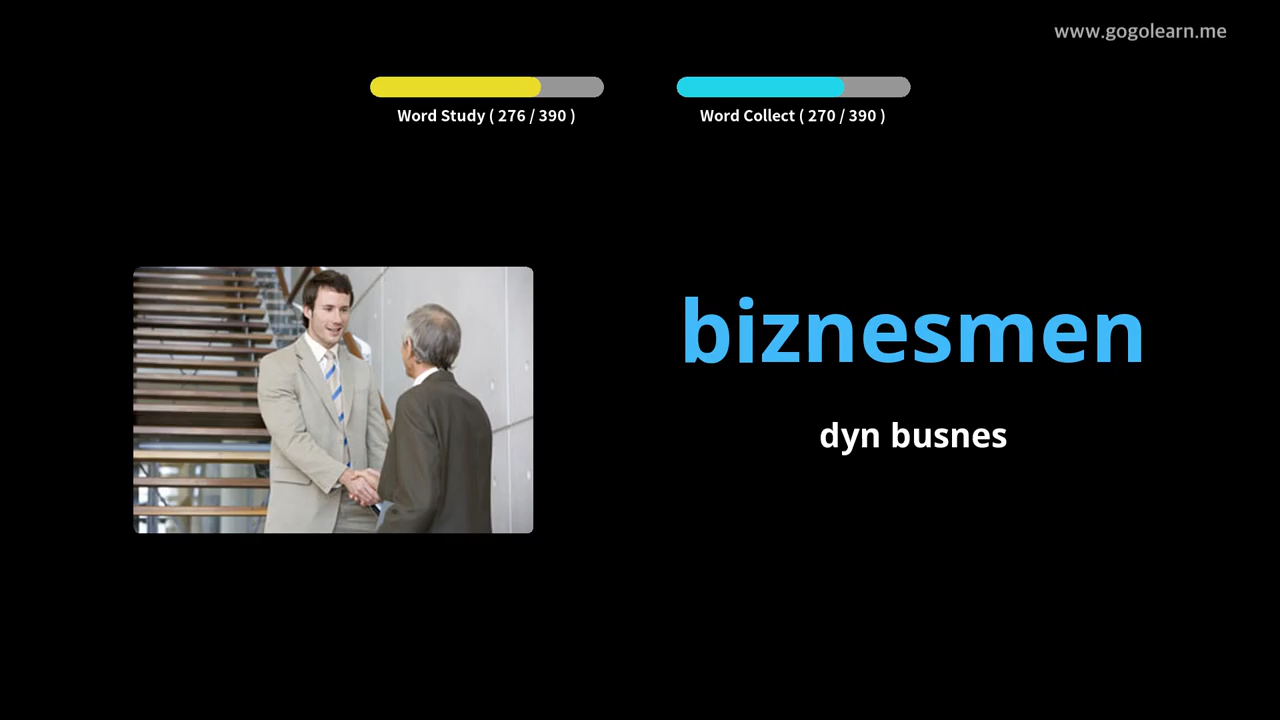 www.gogolearn.me
Word Study ( 276 / 390 )
Word Collect ( 270 / 390 )
biznesmen
dyn busnes